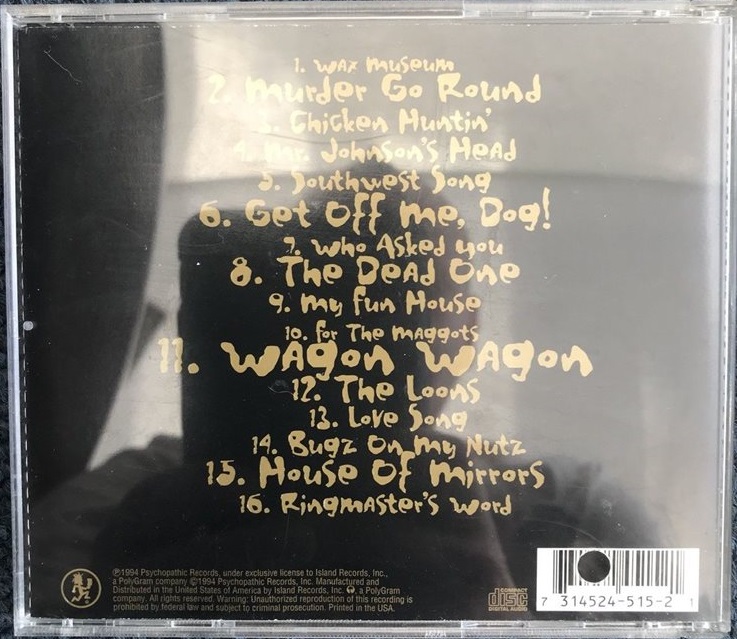 1. Wax Museum
2. Murder Go Round
3. Chicken Huntin'
4. Mr. Johnson's Head
5. Southwest Song
6. Get Off Me, Dog!
7. Who Asked You
8. The Dead One
9. My Fun House
10. For The Maggots
11. Wagon Wagon
12. The Loons
13. Love Song
14. Bugz On My Nutz
15. House Of Mirrors
16. Ringmaster's Word
℗1994 Psychopathic Records, under exclusive license to Island Records, Inc.,
a PolyGram company ©1994 Psychopathic Records, Inc. Manufactured and
Distributed in the United States of America by Island Records, Inc. , a PolyGram
company. All rights reserved. Warning: Unauthorized reproduction of this recording is
prohibited by federal law and subject to criminal prosecution. Printed in the USA.
COMPACT
disc
DIGITAL AUDIO
7 314524-515-2 1